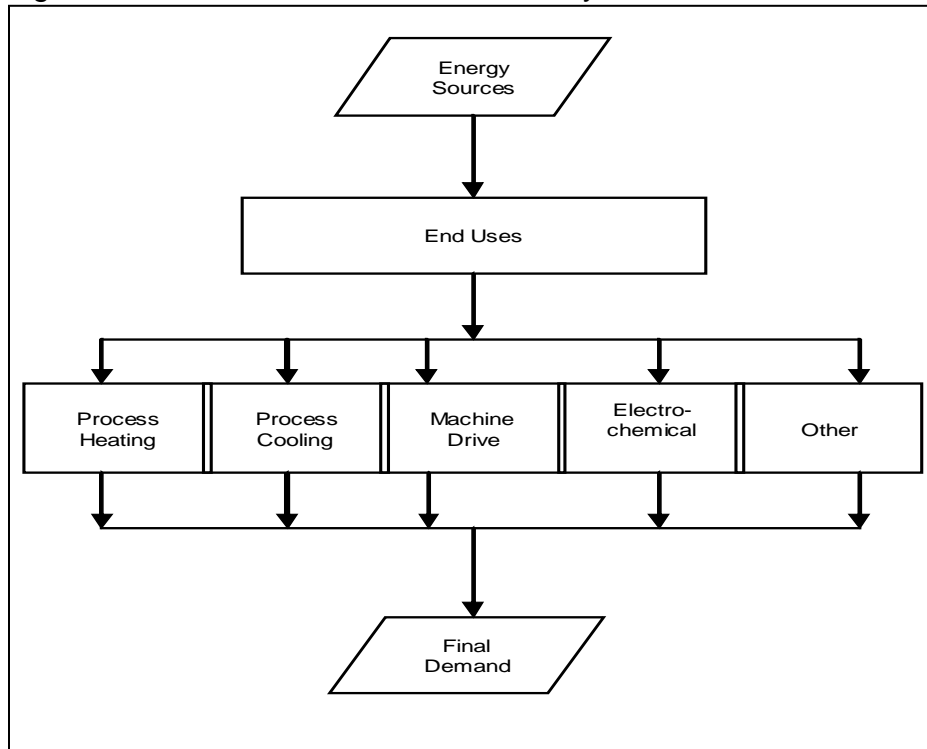 Energy
Sources
End Uses
Process
Heating
Process
Cooling
Machine
Drive
Electro-
chemical
Other
Final
Demand